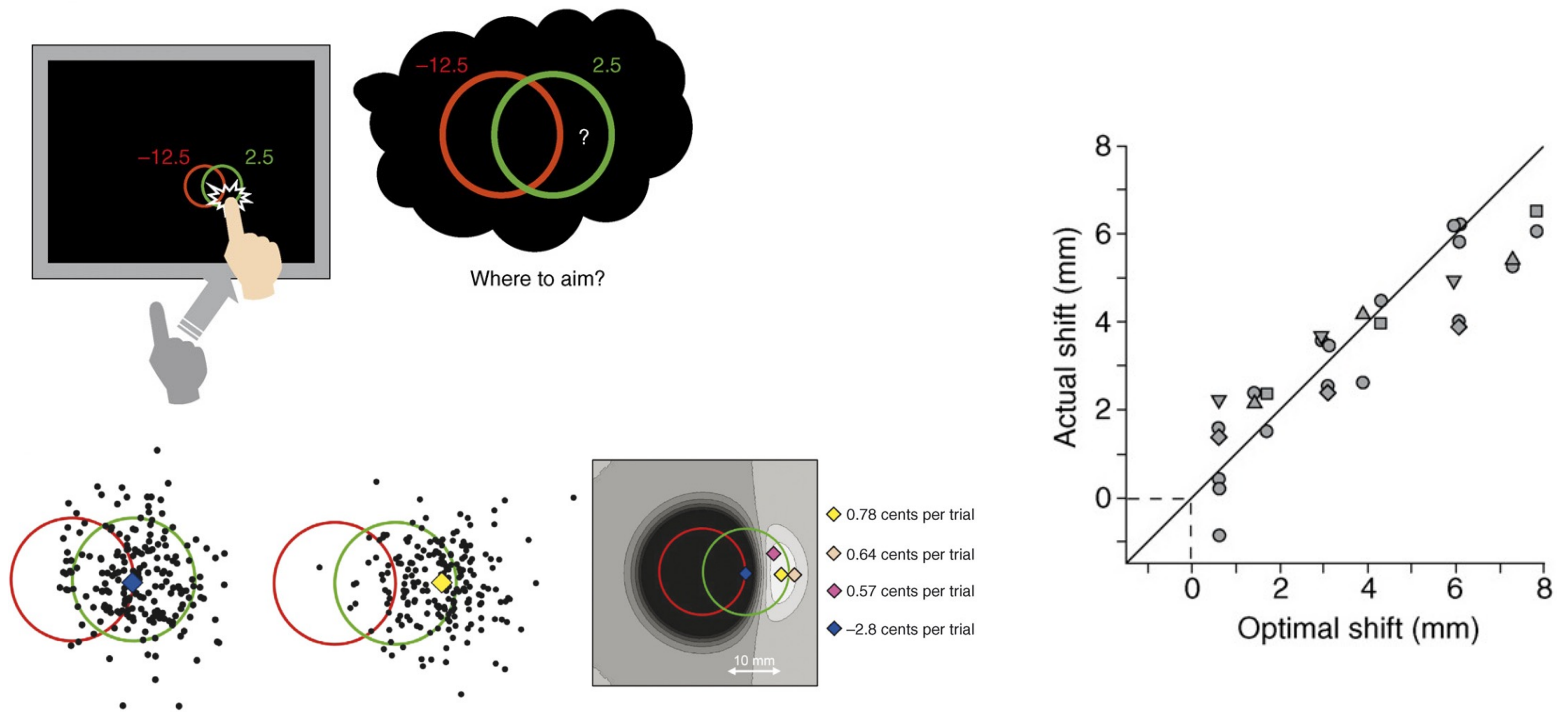 –12.5
2.5
–12.5
2.5
?
Where to aim?
0.78 cents per trial
0.64 cents per trial
0.57 cents per trial
–2.8 cents per trial
10 mm
Actual shift (mm)
8
6
4
2
0
0
2
4
6
8
Optimal shift (mm)